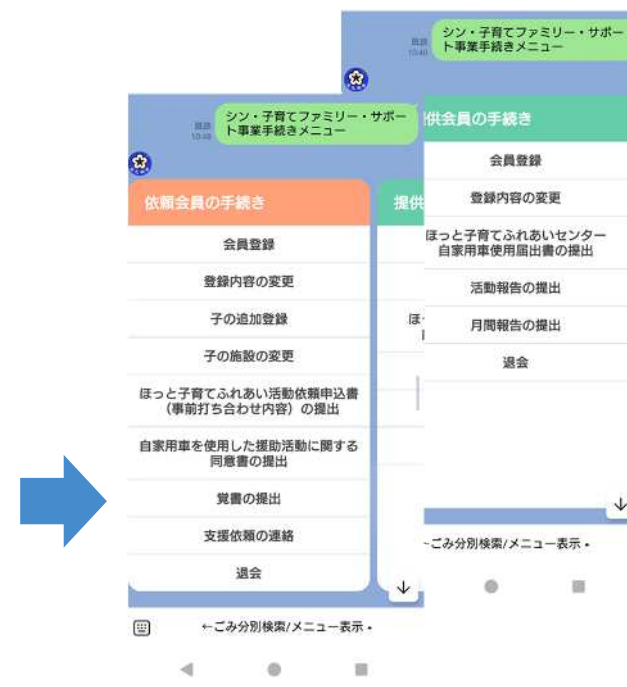 シン・子育てファミリー・サポー
ト事業手続きメニュー
既読
10:48
依頼会員の手続き
会員登録
登録内容の変更
子の追加登録
子の施設の変更
ほっと子育てふれあい活動依頼申込書
（事前打ち合わせ内容）の提出
自家用車を使用した援助活動に関する
同意書の提出
覚書の提出
支援依頼の連絡
退会
提供
ほっ
←ごみ分別検索/メニュー表示・
シン・子育てファミリー・サポー
ト事業手続きメニュー
既読
供会員の手続き
会員登録
登録内容の変更
ほっと子育てふれあいセンター
自家用車使用届出書の提出
活動報告の提出
月間報告の提出
退会
←ごみ分別検索/メニュー表示・